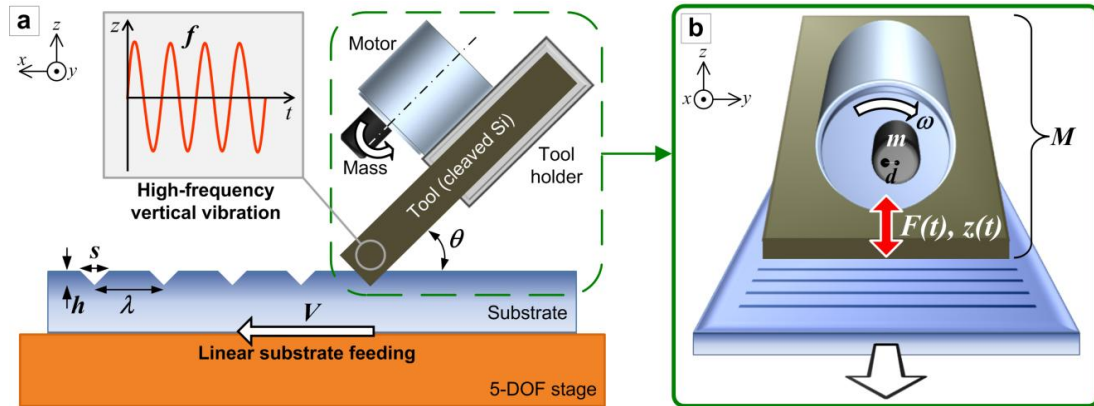 a
z
f
t
z
x
y
High-frequency
vertical vibration
Motor
Mass
Tool (cleaved Si)
Tool
holder
θ
s
h
λ
V
Substrate
Linear substrate feeding
5-DOF stage
b
z
x
y
ω
m
d
M
F(t), z(t)